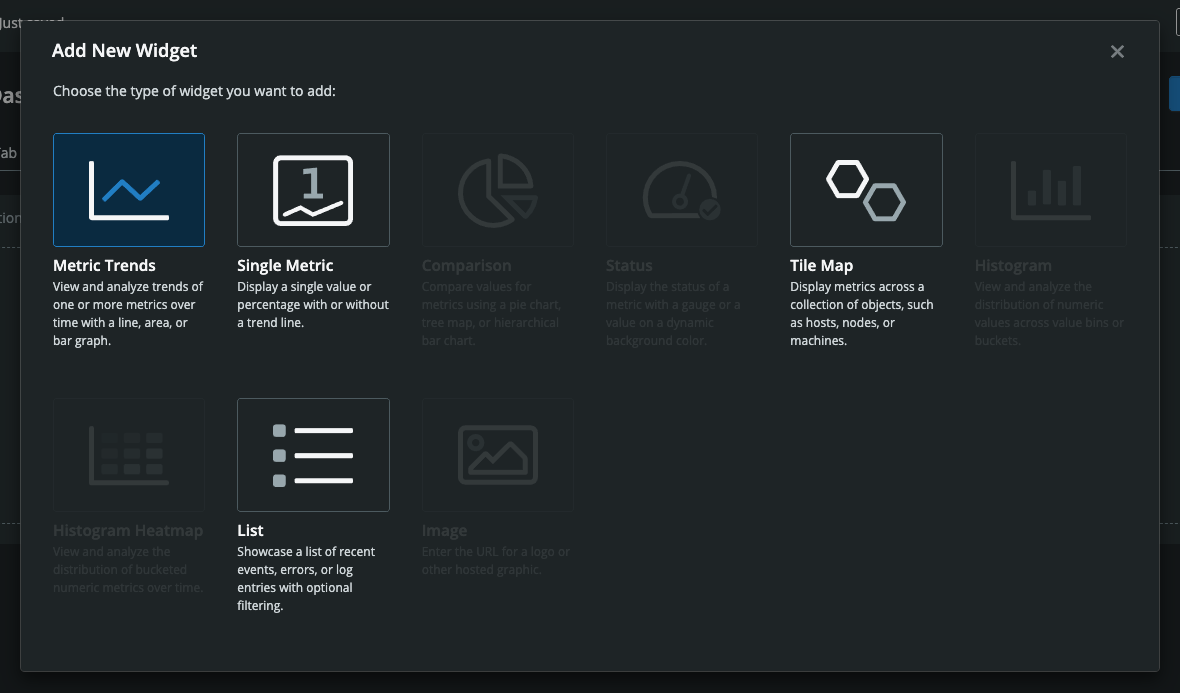 Just saved
Add New Widget
Choose the type of widget you want to add:
1
Metric Trends
View and analyze trends of
one or more metrics over
time with a line, area, or
bar graph.
Single Metric
Display a single value or
percentage with or without
a trend line.
Comparison
Compare values for
metrics using a pie chart,
tree map, or hierarchical
bar chart.
Status
Display the status of a
metric with a gauge or a
value on a dynamic
background color.
Tile Map
Display metrics across a
collection of objects, such
as hosts, nodes, or
machines.
Histogram
View and analyze the
distribution of numeric
values across value bins or
buckets.
Histogram Heatmap
View and analyze the
distribution of bucketed
numeric metrics over time.
List
Showcase a list of recent
events, errors, or log
entries with optional
filtering.
Image
Enter the URL for a logo or
other hosted graphic.